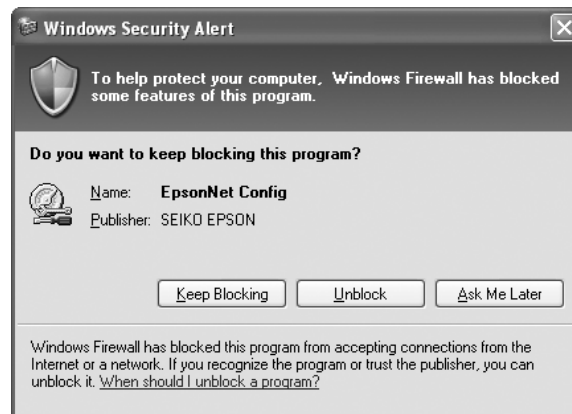 Windows Security Alert
To help protect your computer, Windows Firewall has blocked
some features of this program.
Do you want to keep blocking this program?
Name: EpsonNet Config
Publisher: SEIKO EPSON
Keep Blocking Unblock Ask Me Later
Windows Firewall has blocked this program from accepting connections from the
Internet or a network. If you recognize the program or trust the publisher, you can
unblock it. When should I unblock a program?